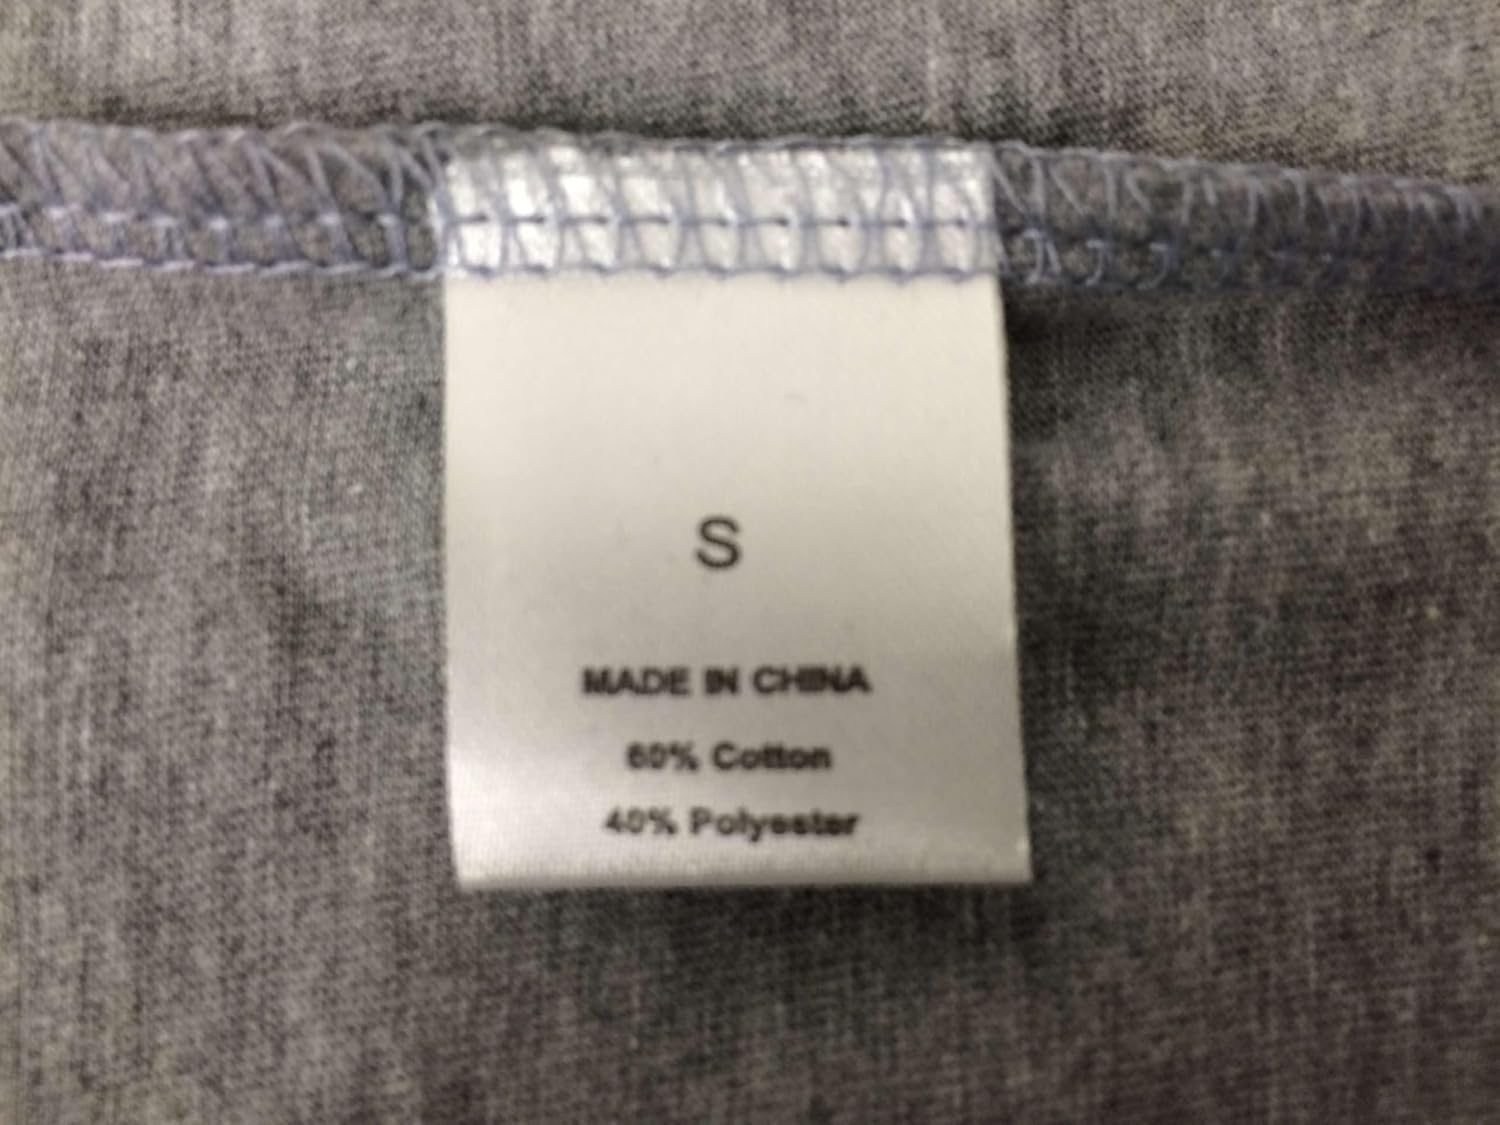 S
MADE IN CHINA
60% Cotton
40% Polyester